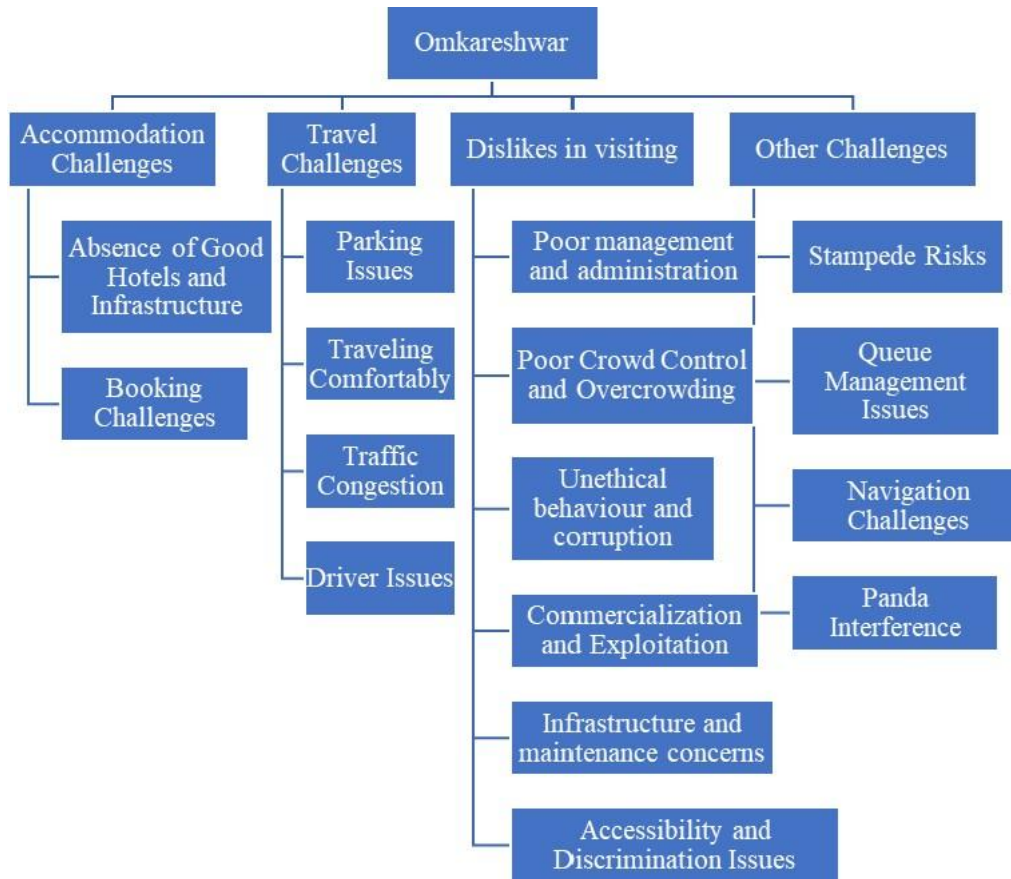 Omkareshwar
Accommodation
Challenges
Absence of Good
Hotels and
Infrastructure
Booking
Challenges
Travel
Challenges
Parking
Issues
Traveling
Comfortably
Traffic
Congestion
Driver Issues
Dislikes in visiting
Poor management
and administration
Poor Crowd Control
and Overcrowding
Unethical
behaviour and
corruption
Commercialization
and Exploitation
Infrastructure and
maintenance concerns
Accessibility and
Discrimination Issues
Other Challenges
Stampede Risks
Queue
Management
Issues
Navigation
Challenges
Panda
Interference